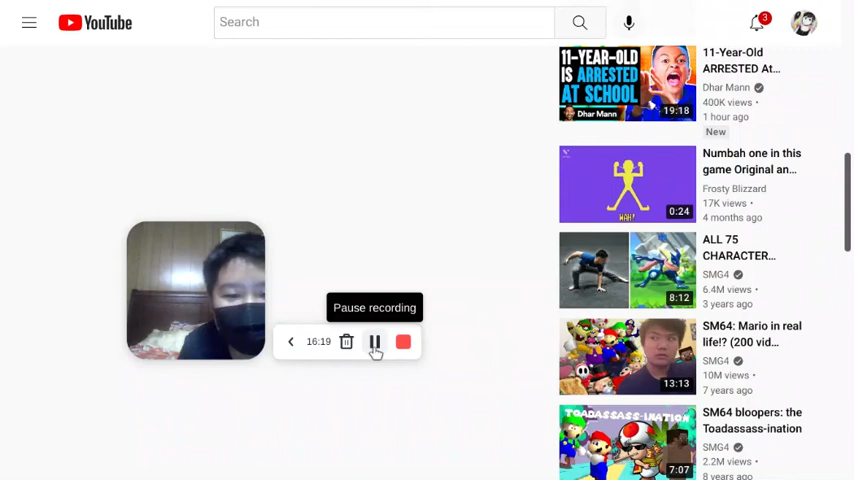 YouTube
Search
3
11-YEAR-OLD
IS ARRESTED
AT SCHOOL
Dhar Mann
19:18
11-Year-Old
ARRESTED At...
Dhar Mann
400K views •
1 hour ago
New
WAH!
0:24
Numbah one in this
game Original an...
Frosty Blizzard
17K views •
4 months ago
8:12
ALL 75
CHARACTER...
SMG4
6.4M views •
3 years ago
Pause recording
16:19
13:13
SM64: Mario in real
life!? (200 vid...
SMG4
10M views •
7 years ago
TOADASSASS-INATION
7:07
SM64 bloopers: the
Toadassass-ination
SMG4
2.2M views •
8 years ago